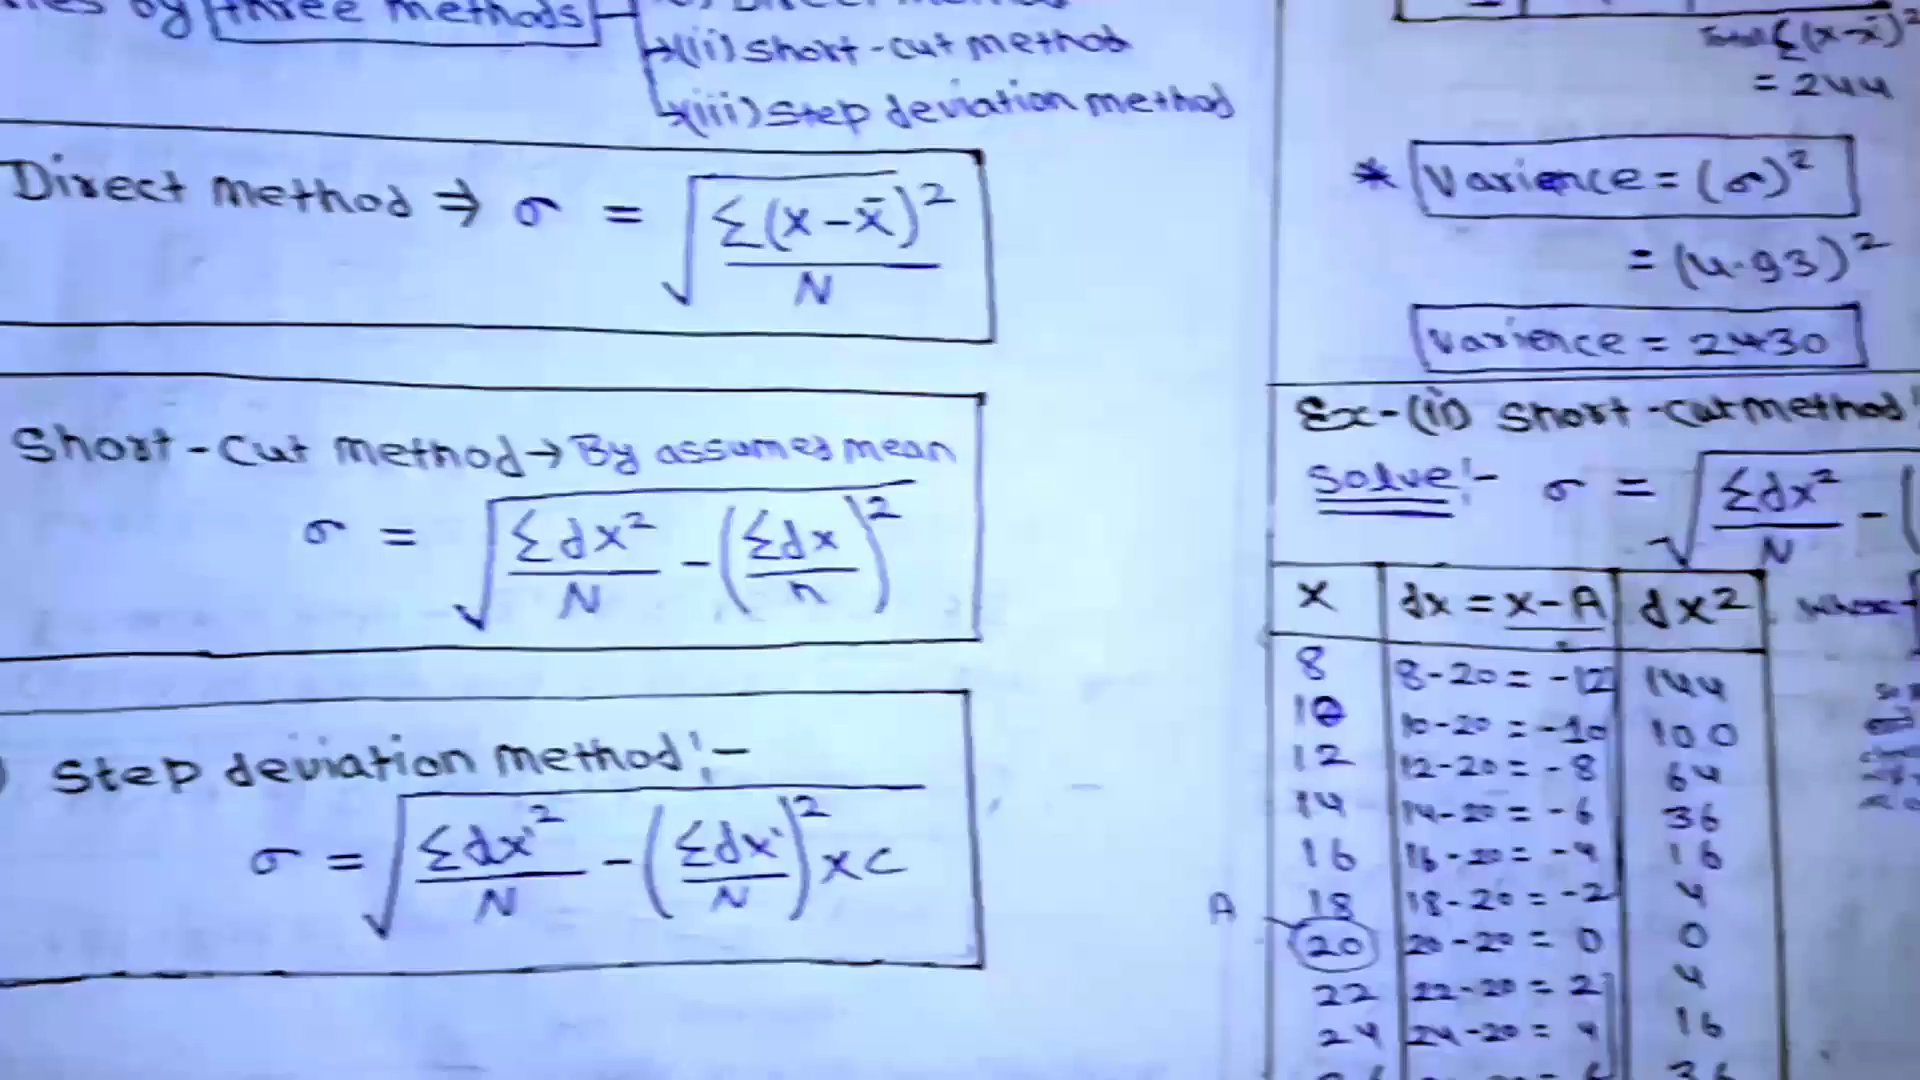 by three methods
(ii) Short-cut method
(iii) Step deviation method
Direct method ⇒ σ = √(Σ(x-x̄)²/N)
Short-cut method → By assumed mean
σ = √(Σdx²/N - (Σdx/n)²)
Step deviation method:-
σ = √(Σdx'²/N - (Σdx'/N)²) xc
Σ(x-x̄)²
= 244
* Varience = (σ)²
= (4.93)²
Varience = 2430
Ex-(ii) Short-cut method:
Solve:- σ = √(Σdx²/N - (
x dx = x-A dx²
8 8-20 = -12 144
10 10-20 = -10 100
12 12-20 = -8 64
14 14-20 = -6 36
16 16-20 = -4 16
18 18-20 = -2 4
A 20 20-20 = 0 0
22 22-20 = 2 4
24 24-20 = 4 16
36